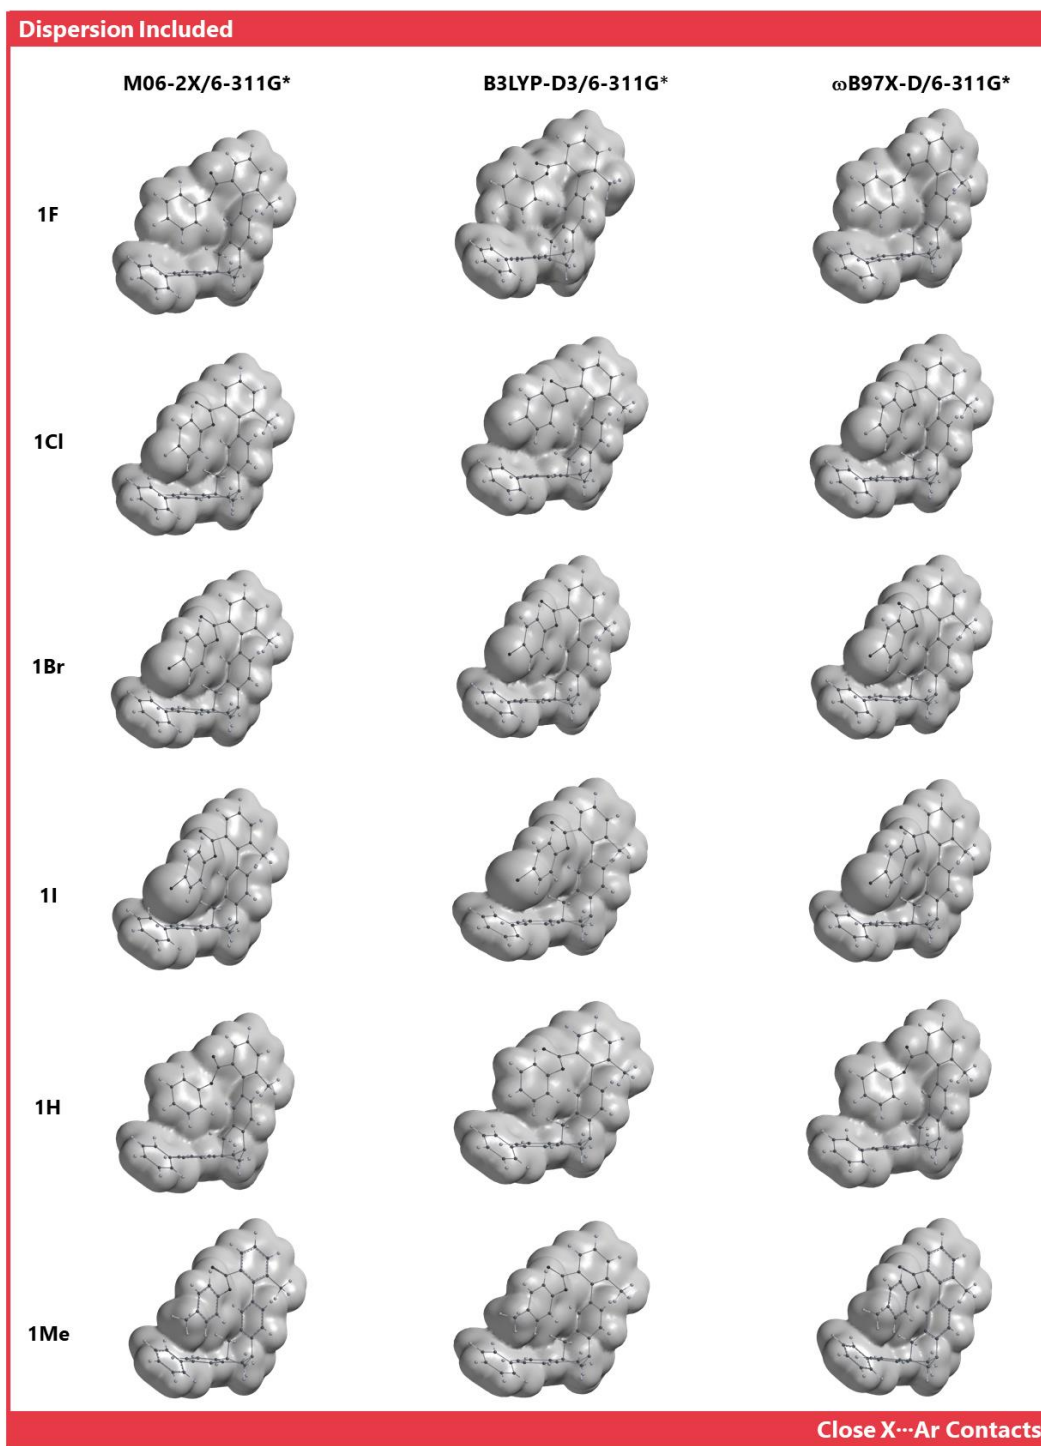 Dispersion Included
M06-2X/6-311G* B3LYP-D3/6-311G* ωB97X-D/6-311G*
1F
1Cl
1Br
1I
1H
1Me
Close X···Ar Contacts